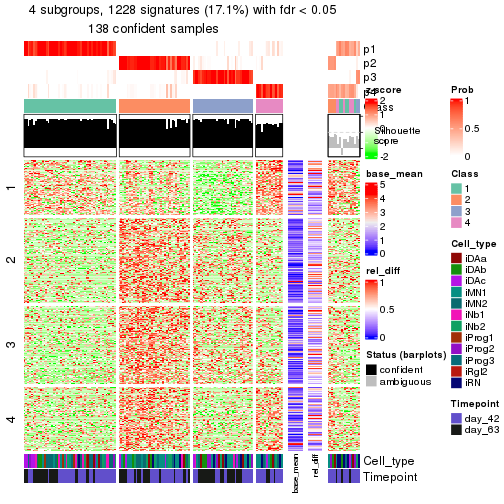 4 subgroups, 1228 signatures (17.1%) with fdr < 0.05
138 confident samples
p1
p2
p3
p4
Class
Silhouette
score
1
2
3
4
base_mean
rel_diff
Cell_type
Timepoint
z-score
2
1
0
-1
-2
base_mean
5
4
3
2
1
0
rel_diff
1
0.5
0
Status (barplots)
confident
ambiguous
Prob
1
0.5
0
Class
1
2
3
4
Cell_type
iDAa
iDAb
iDAc
iMN1
iMN2
iNb1
iNb2
iProg1
iProg2
iProg3
iRgl2
iRN
Timepoint
day_42
day_63